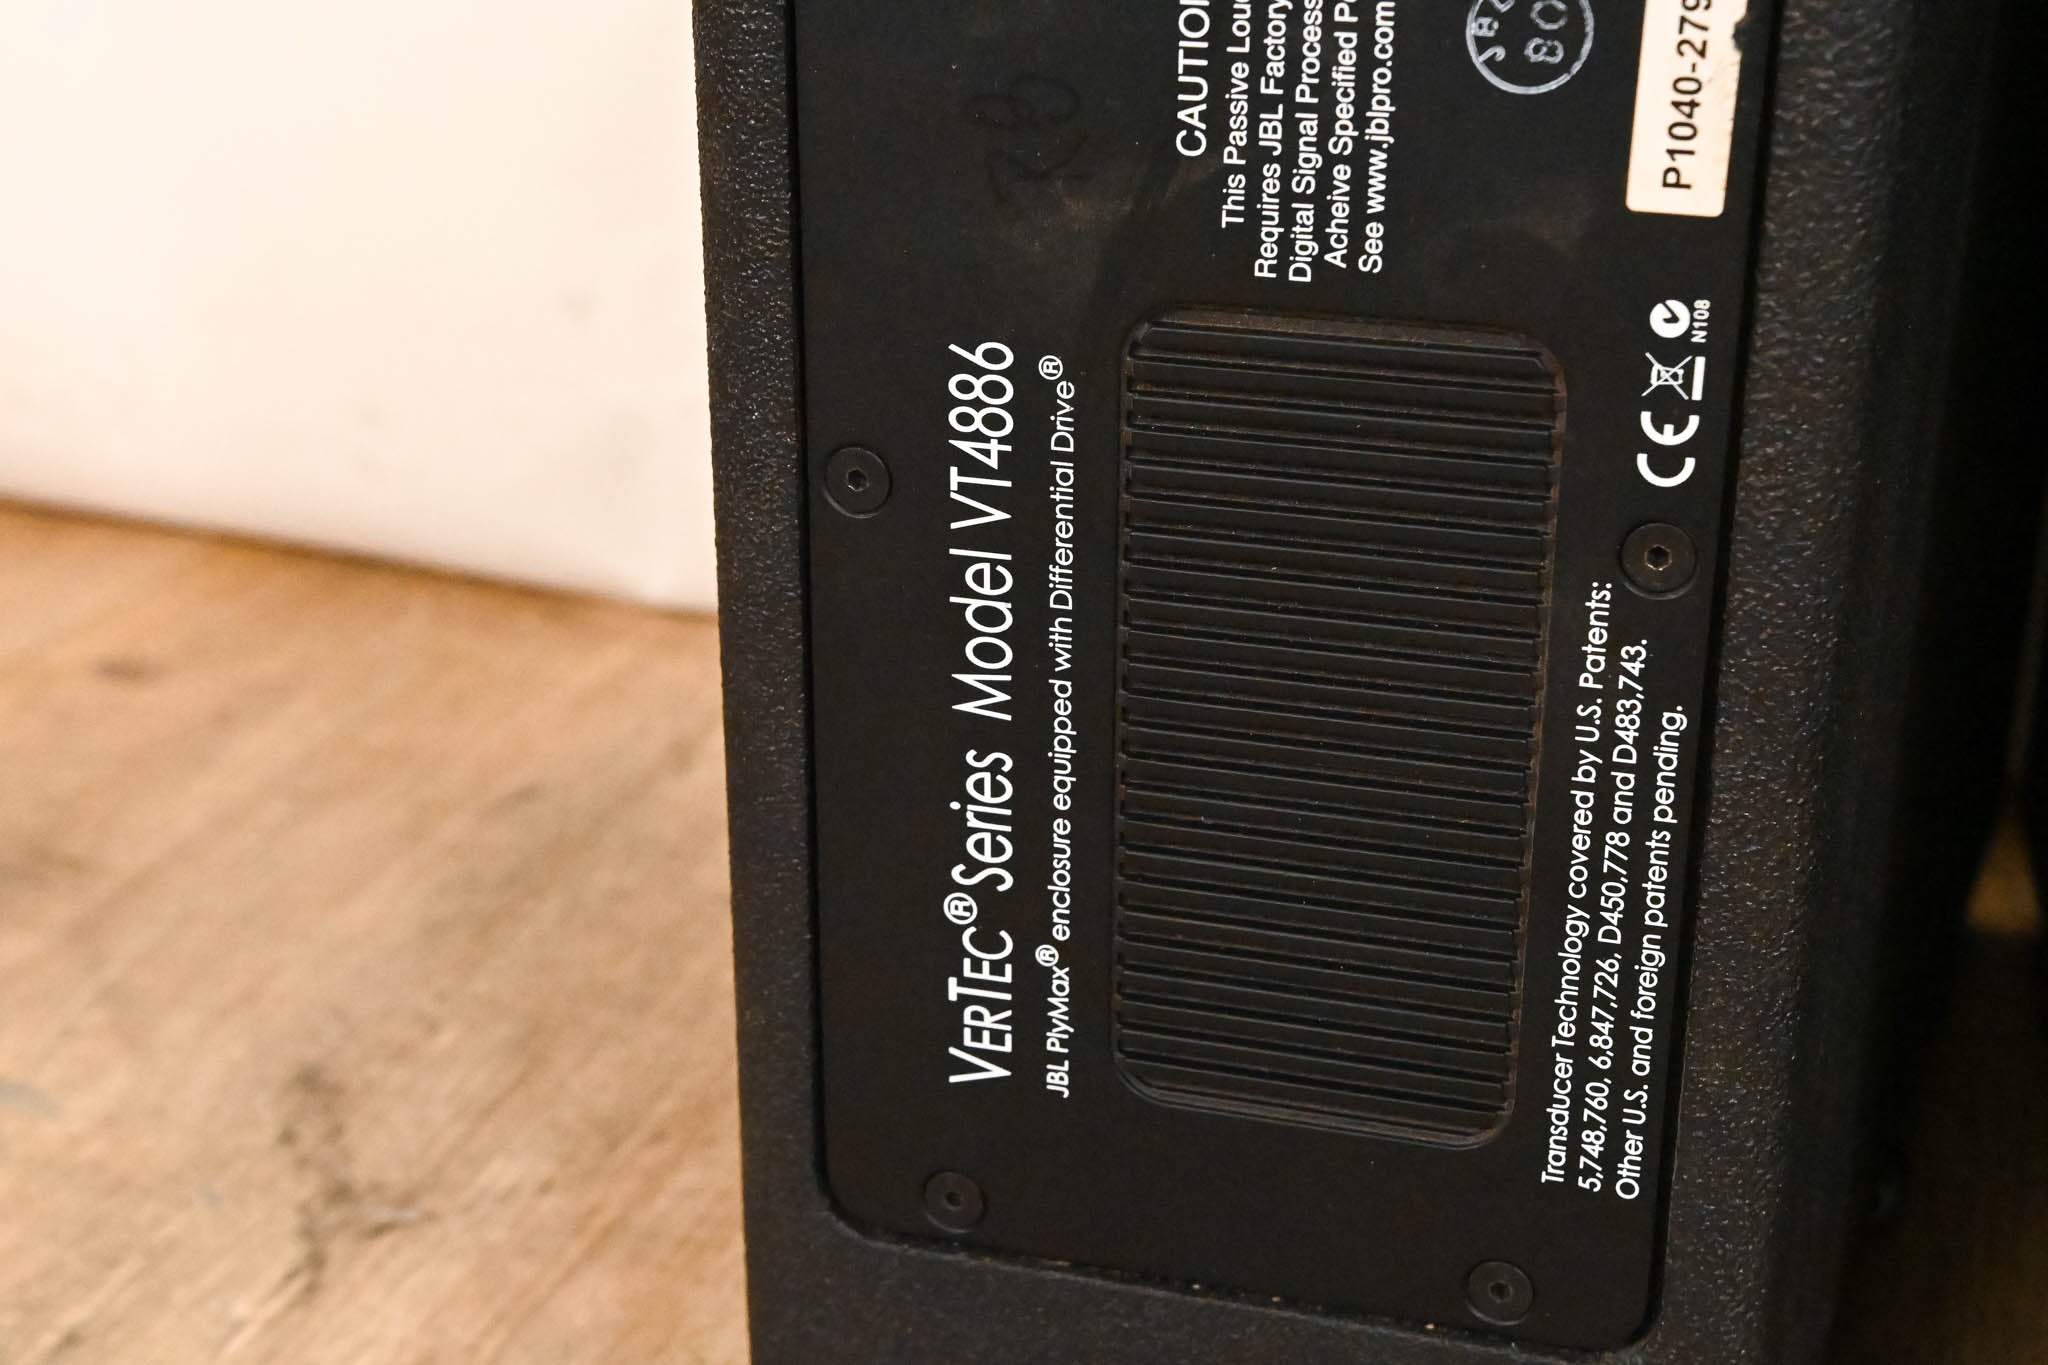 VERTEC® Series Model VT4886
JBL PlyMax® enclosure equipped with Differential Drive®
CAUTION
This Passive
Requires JBL Factory
Digital Signal Process
Acheive Specified
See www.jblpro.com
08
P1040-279
CE
N108
Transducer Technology covered by U.S. Patents:
5,748,760, 6,847,726, D450,778 and D483,743.
Other U.S. and foreign patents pending.